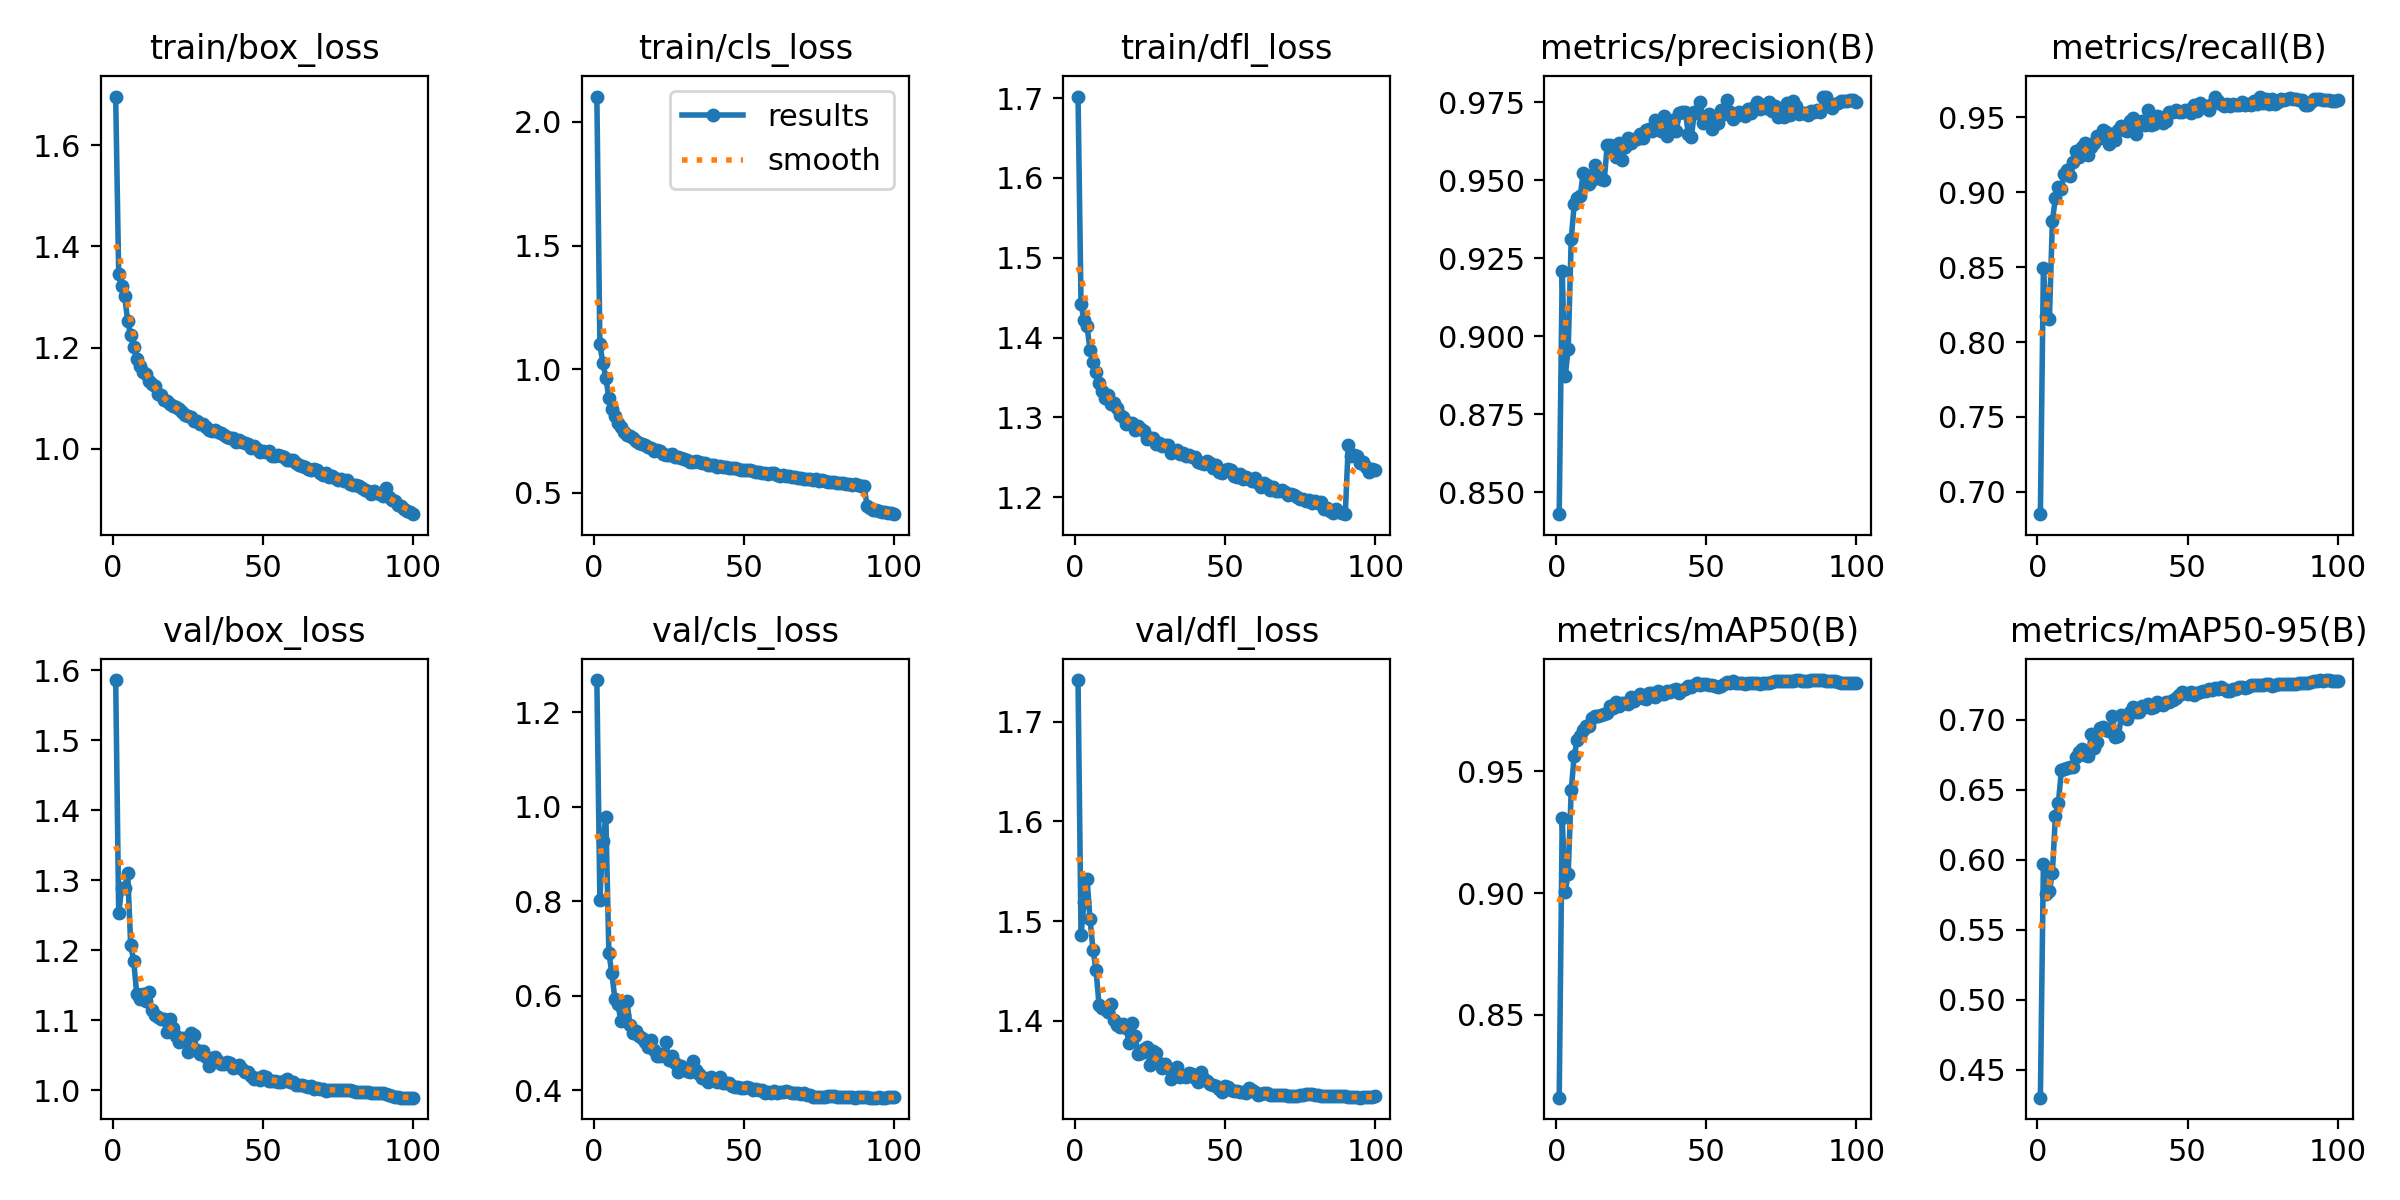 train/box_loss
1.6
1.4
1.2
1.0
0 50 100
train/cls_loss
results
smooth
2.0
1.5
1.0
0.5
0 50 100
train/dfl_loss
1.7
1.6
1.5
1.4
1.3
1.2
0 50 100
metrics/precision(B)
0.975
0.950
0.925
0.900
0.875
0.850
0 50 100
metrics/recall(B)
0.95
0.90
0.85
0.80
0.75
0.70
0 50 100
val/box_loss
1.6
1.5
1.4
1.3
1.2
1.1
1.0
0 50 100
val/cls_loss
1.2
1.0
0.8
0.6
0.4
0 50 100
val/dfl_loss
1.7
1.6
1.5
1.4
0 50 100
metrics/mAP50(B)
0.95
0.90
0.85
0 50 100
metrics/mAP50-95(B)
0.70
0.65
0.60
0.55
0.50
0.45
0 50 100